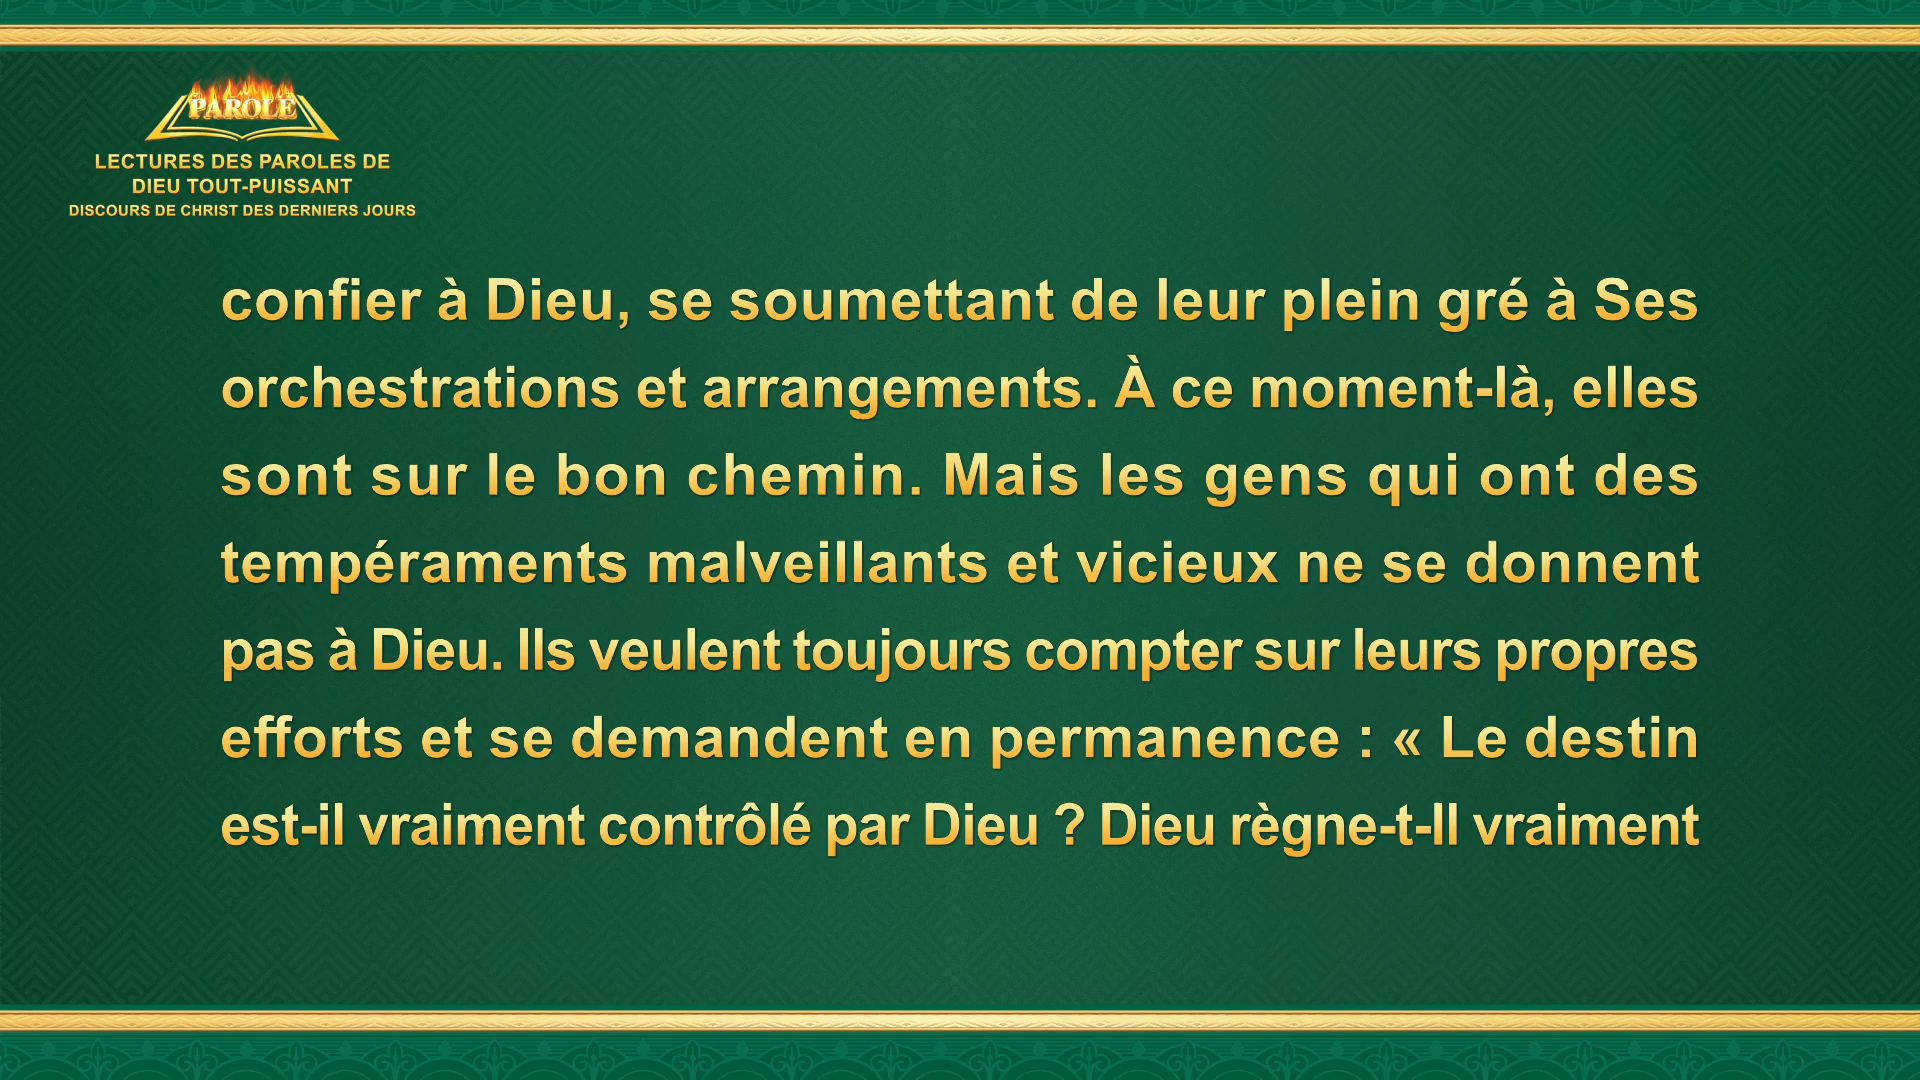 PAROLE
LECTURES DES PAROLES DE
DIEU TOUT-PUISSANT
DISCOURS DE CHRIST DES DERNIERS JOURS
confier à Dieu, se soumettant de leur plein gré à Ses
orchestrations et arrangements. À ce moment-là, elles
sont sur le bon chemin. Mais les gens qui ont des
tempéraments malveillants et vicieux ne se donnent
pas à Dieu. Ils veulent toujours compter sur leurs propres
efforts et se demandent en permanence : « Le destin
est-il vraiment contrôlé par Dieu ? Dieu règne-t-Il vraiment